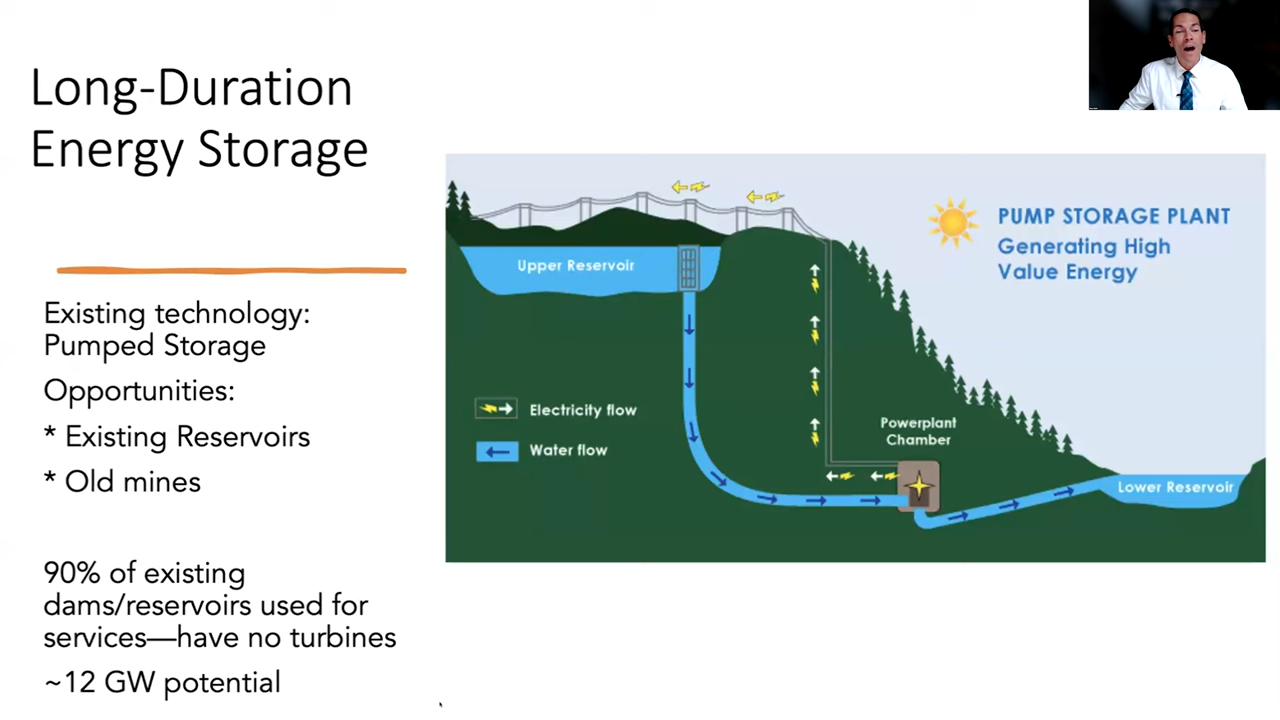 Long-Duration
Energy Storage
Existing technology:
Pumped Storage
Opportunities:
* Existing Reservoirs
* Old mines
90% of existing
dams/reservoirs used for
services—have no turbines
~12 GW potential
PUMP STORAGE PLANT
Generating High
Value Energy
Upper Reservoir
Electricity flow
Water flow
Powerplant
Chamber
Lower Reservoir